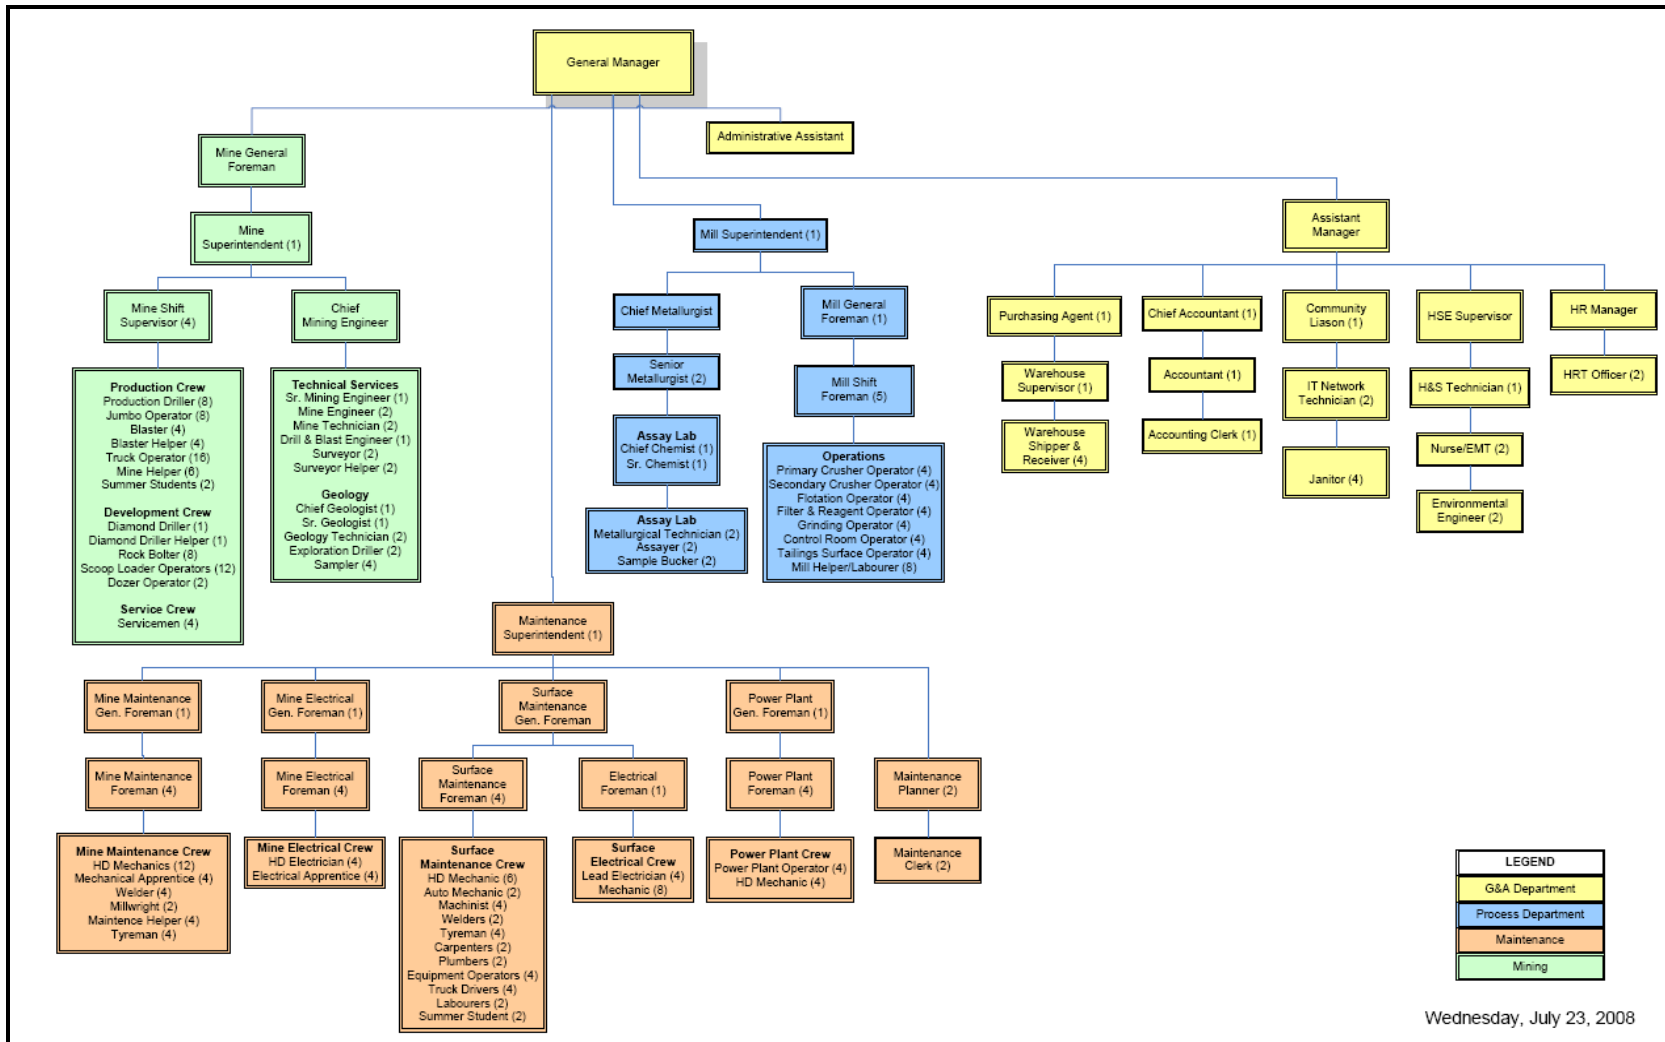 General Manager
Administrative Assistant
Mine General
Foreman
Mine
Superintendent (1)
Mill Superintendent (1)
Assistant
Manager
Mine Shift
Supervisor (4)
Chief
Mining Engineer
Chief Metallurgist
Mill General
Foreman (1)
Purchasing Agent (1)
Chief Accountant (1)
Community
Liason (1)
HSE Supervisor
HR Manager
Senior
Metallurgist (2)
Mill Shift
Foreman (5)
Warehouse
Supervisor (1)
Accountant (1)
IT Network
Technician (2)
H&S Technician (1)
HRT Officer (2)
Production Crew
Production Driller (8)
Jumbo Operator (8)
Blaster (4)
Blaster Helper (4)
Truck Operator (16)
Mine Helper (6)
Summer Students (2)
Development Crew
Diamond Driller (1)
Diamond Driller Helper (1)
Rock Bolter (8)
Scoop Loader Operators (12)
Dozer Operator (2)
Service Crew
Servicemen (4)
Technical Services
Sr. Mining Engineer (1)
Mine Engineer (2)
Mine Technician (2)
Drill & Blast Engineer (1)
Surveyor (2)
Surveyor Helper (2)
Geology
Chief Geologist (1)
Sr. Geologist (1)
Geology Technician (2)
Exploration Driller (2)
Sampler (4)
Assay Lab
Chief Chemist (1)
Sr. Chemist (1)
Assay Lab
Metallurgical Technician (2)
Assayer (2)
Sample Bucker (2)
Operations
Primary Crusher Operator (4)
Secondary Crusher Operator (4)
Flotation Operator (4)
Filter & Reagent Operator (4)
Grinding Operator (4)
Control Room Operator (4)
Tailings Surface Operator (4)
Mill Helper/Labourer (8)
Warehouse
Shipper &
Receiver (4)
Accounting Clerk (1)
Janitor (4)
Nurse/EMT (2)
Environmental
Engineer (2)
Maintenance
Superintendent (1)
Mine Maintenance
Gen. Foreman (1)
Mine Electrical
Gen. Foreman (1)
Surface
Maintenance
Gen. Foreman
Power Plant
Gen. Foreman (1)
Mine Maintenance
Foreman (4)
Mine Electrical
Foreman (4)
Surface
Maintenance
Foreman (4)
Electrical
Foreman (1)
Power Plant
Foreman (4)
Maintenance
Planner (2)
Mine Maintenance Crew
HD Mechanics (12)
Mechanical Apprentice (4)
Welder (4)
Millwright (2)
Maintence Helper (4)
Tyreman (4)
Mine Electrical Crew
HD Electrician (4)
Electrical Apprentice (4)
Surface
Maintenance Crew
HD Mechanic (6)
Auto Mechanic (2)
Machinist (4)
Welders (2)
Tyreman (4)
Carpenters (2)
Plumbers (2)
Equipment Operators (4)
Truck Drivers (4)
Labourers (2)
Summer Student (2)
Surface
Electrical Crew
Lead Electrician (4)
Mechanic (8)
Power Plant Crew
Power Plant Operator (4)
HD Mechanic (4)
Maintenance
Clerk (2)
LEGEND
G&A Department
Process Department
Maintenance
Mining
Wednesday, July 23, 2008